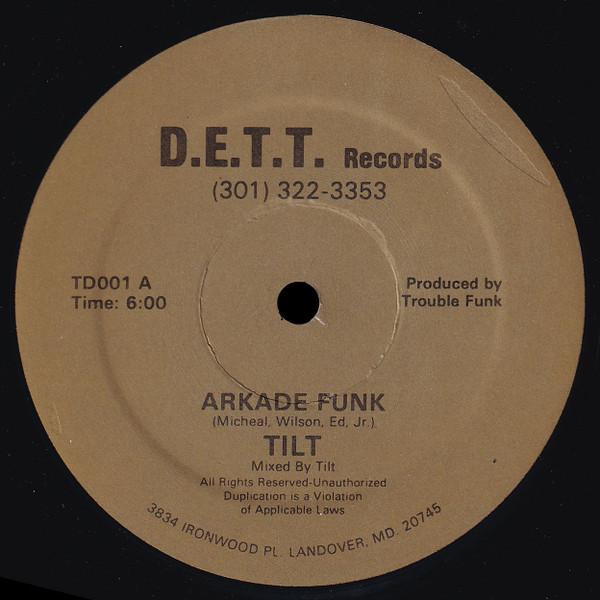 D.E.T.T. Records
(301) 322-3353
TD001 A
Time: 6:00
Produced by
Trouble Funk
ARKADE FUNK
(Micheal, Wilson, Ed, Jr.)
TILT
Mixed By Tilt
All Rights Reserved-Unauthorized
Duplication is a Violation
of Applicable Laws
3834 IRONWOOD PL. LANDOVER, MD. 20745